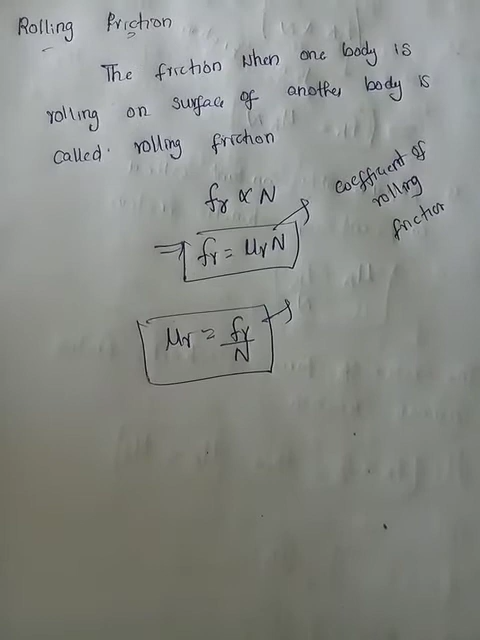 Rolling Friction
The friction when one body is
rolling on surface of another body is
called rolling friction
fr ∝ N
coefficient of
rolling
friction
⇒ fr = μr N
μr = fr/N